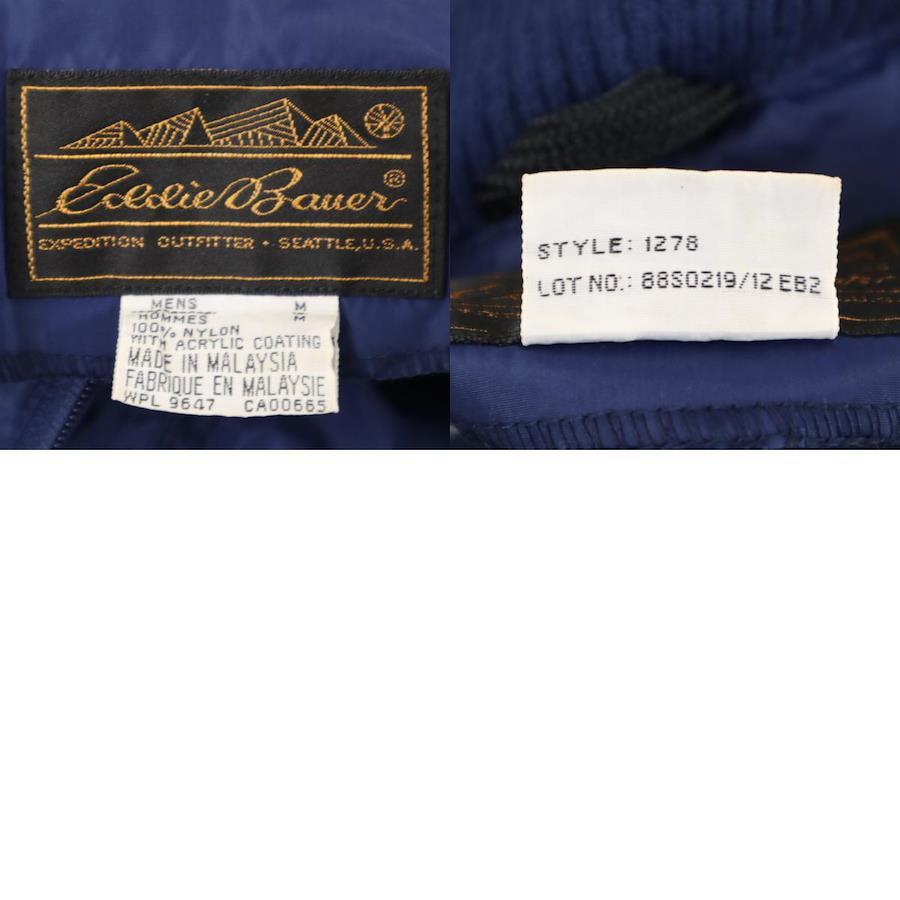 Eddie Bauer®
EXPEDITION OUTFITTER • SEATTLE, U.S.A.
MENS M
HOMMES M
100% NYLON
WITH ACRYLIC COATING
MADE IN MALAYSIA
FABRIQUE EN MALAYSIE
WPL 9647 CA00665
STYLE: 1278
LOT NO.: 88S0219/12 EB2